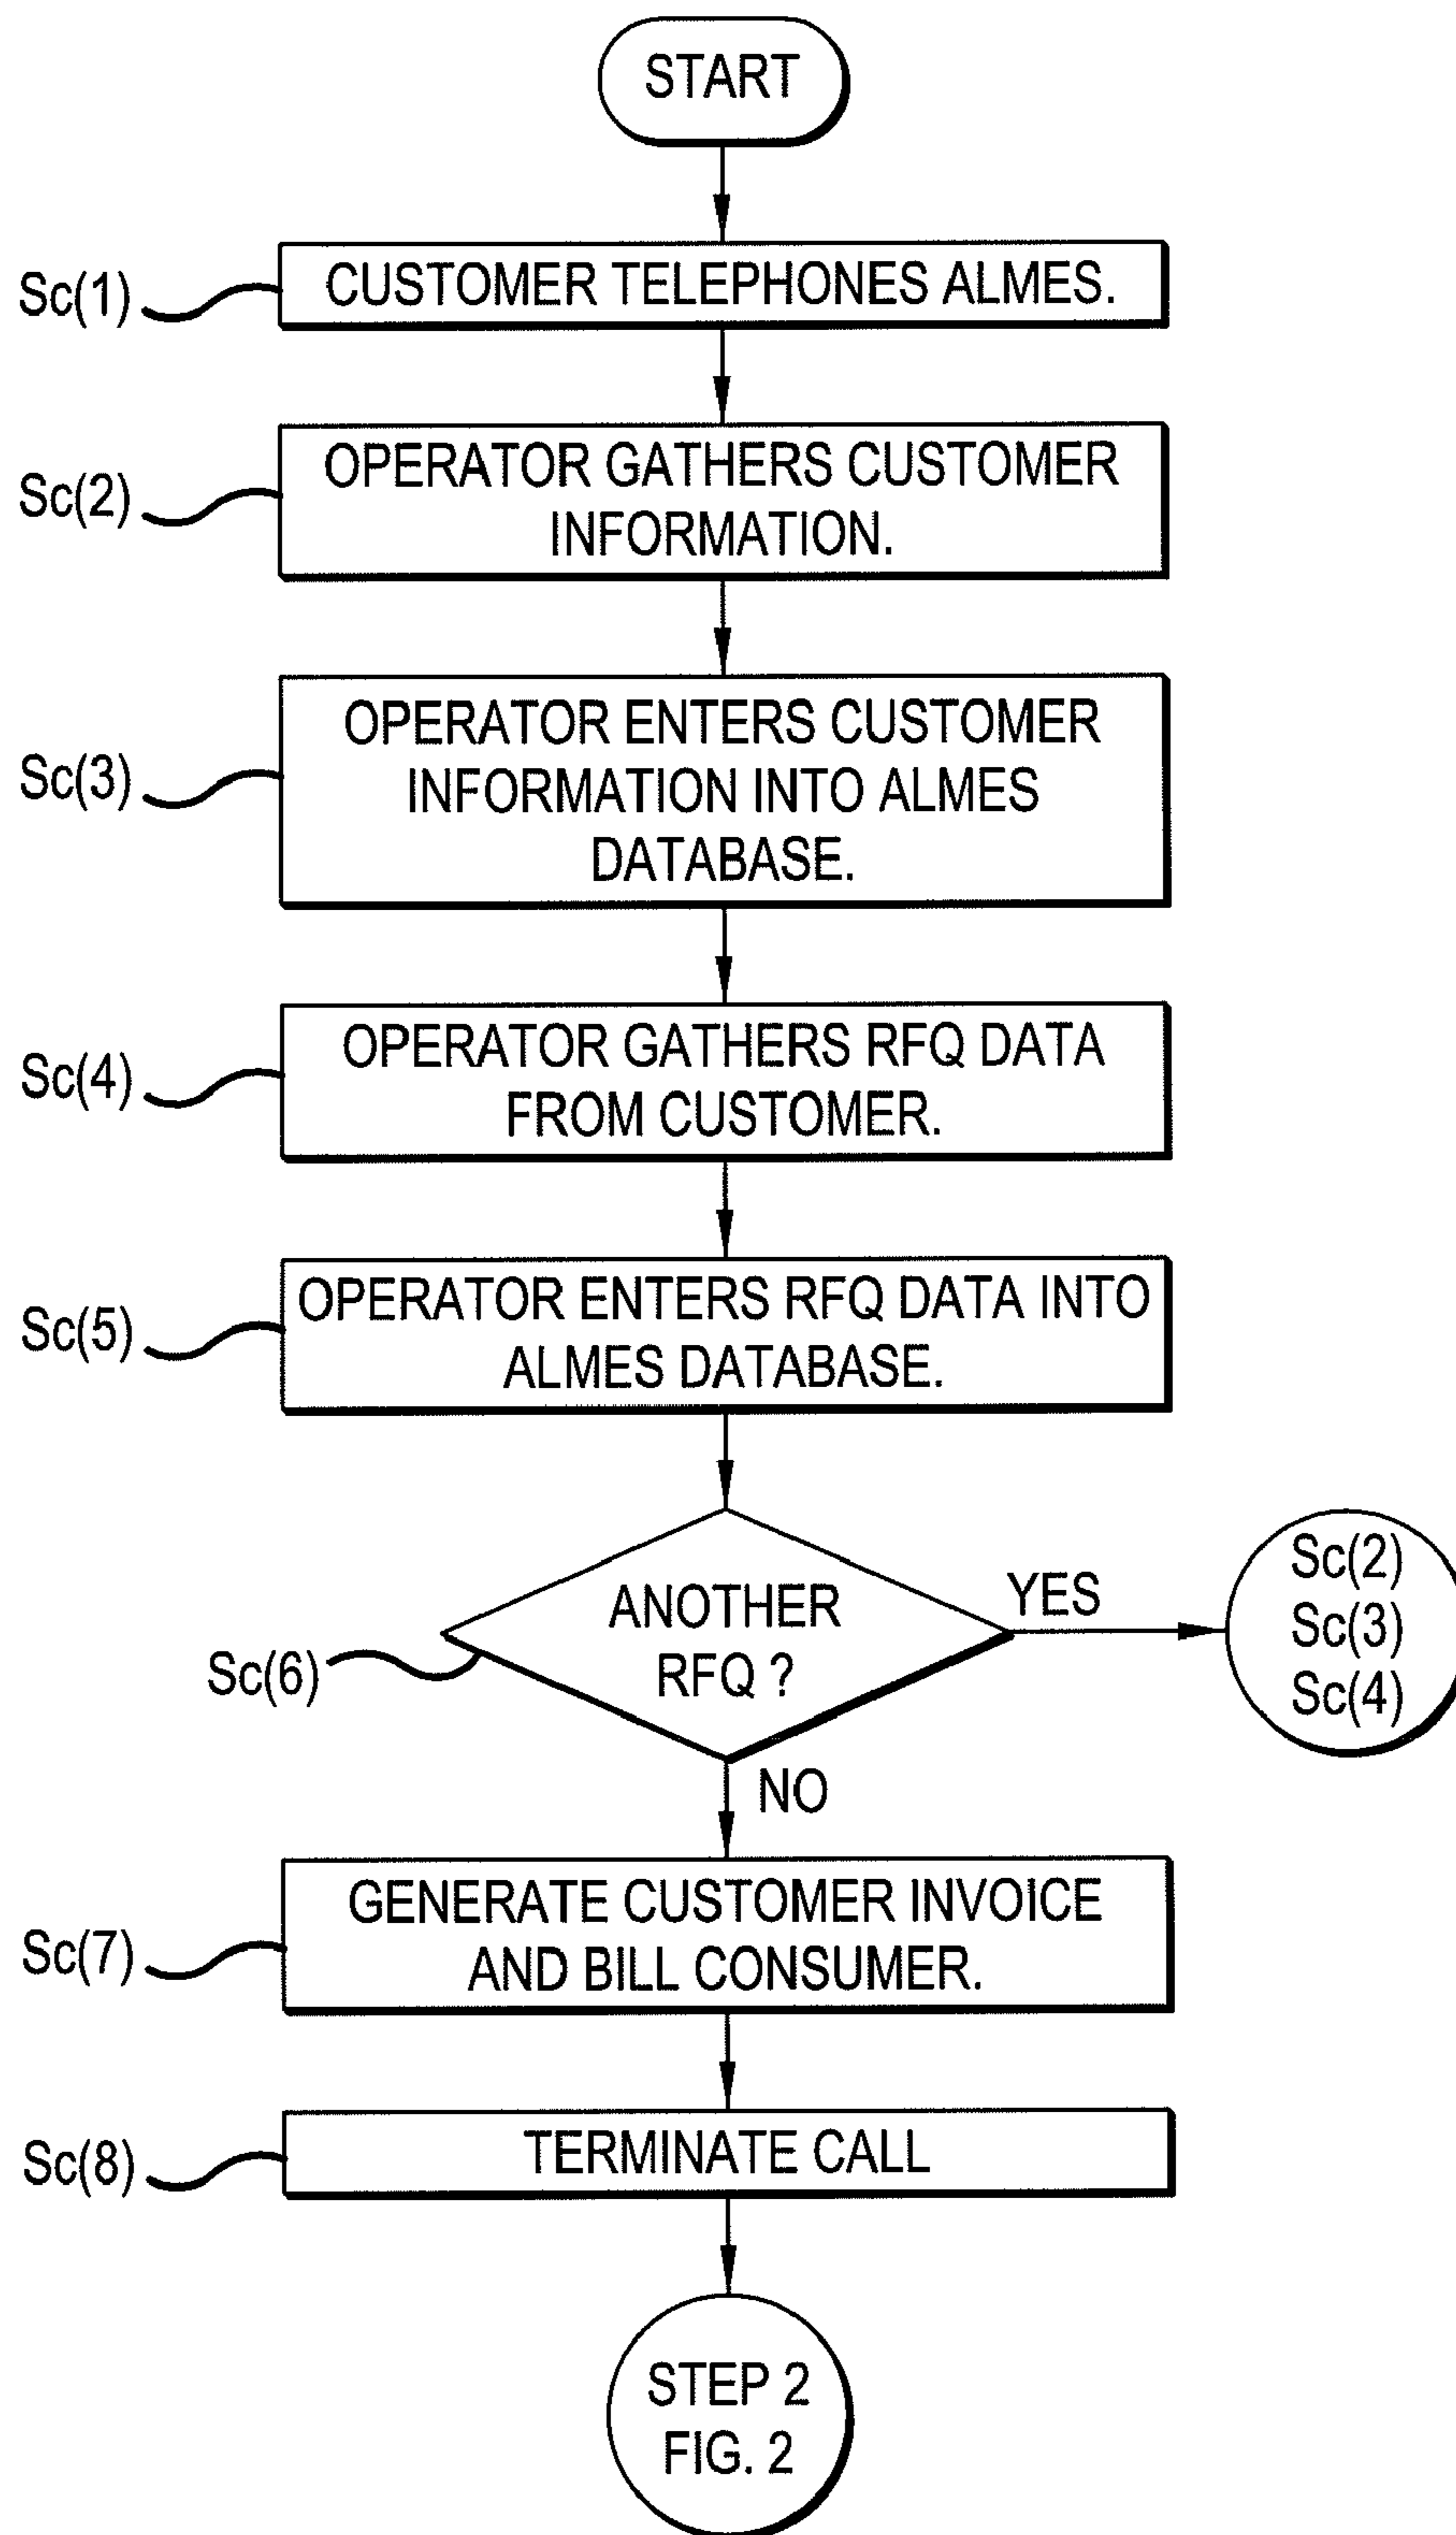 START
Sc(1)
CUSTOMER TELEPHONES ALMES.
Sc(2)
OPERATOR GATHERS CUSTOMER
INFORMATION.
Sc(3)
OPERATOR ENTERS CUSTOMER
INFORMATION INTO ALMES
DATABASE.
Sc(4)
OPERATOR GATHERS RFQ DATA
FROM CUSTOMER.
Sc(5)
OPERATOR ENTERS RFQ DATA INTO
ALMES DATABASE.
Sc(6)
ANOTHER
RFQ ?
YES
Sc(2)
Sc(3)
Sc(4)
NO
Sc(7)
GENERATE CUSTOMER INVOICE
AND BILL CONSUMER.
Sc(8)
TERMINATE CALL
STEP 2
FIG. 2